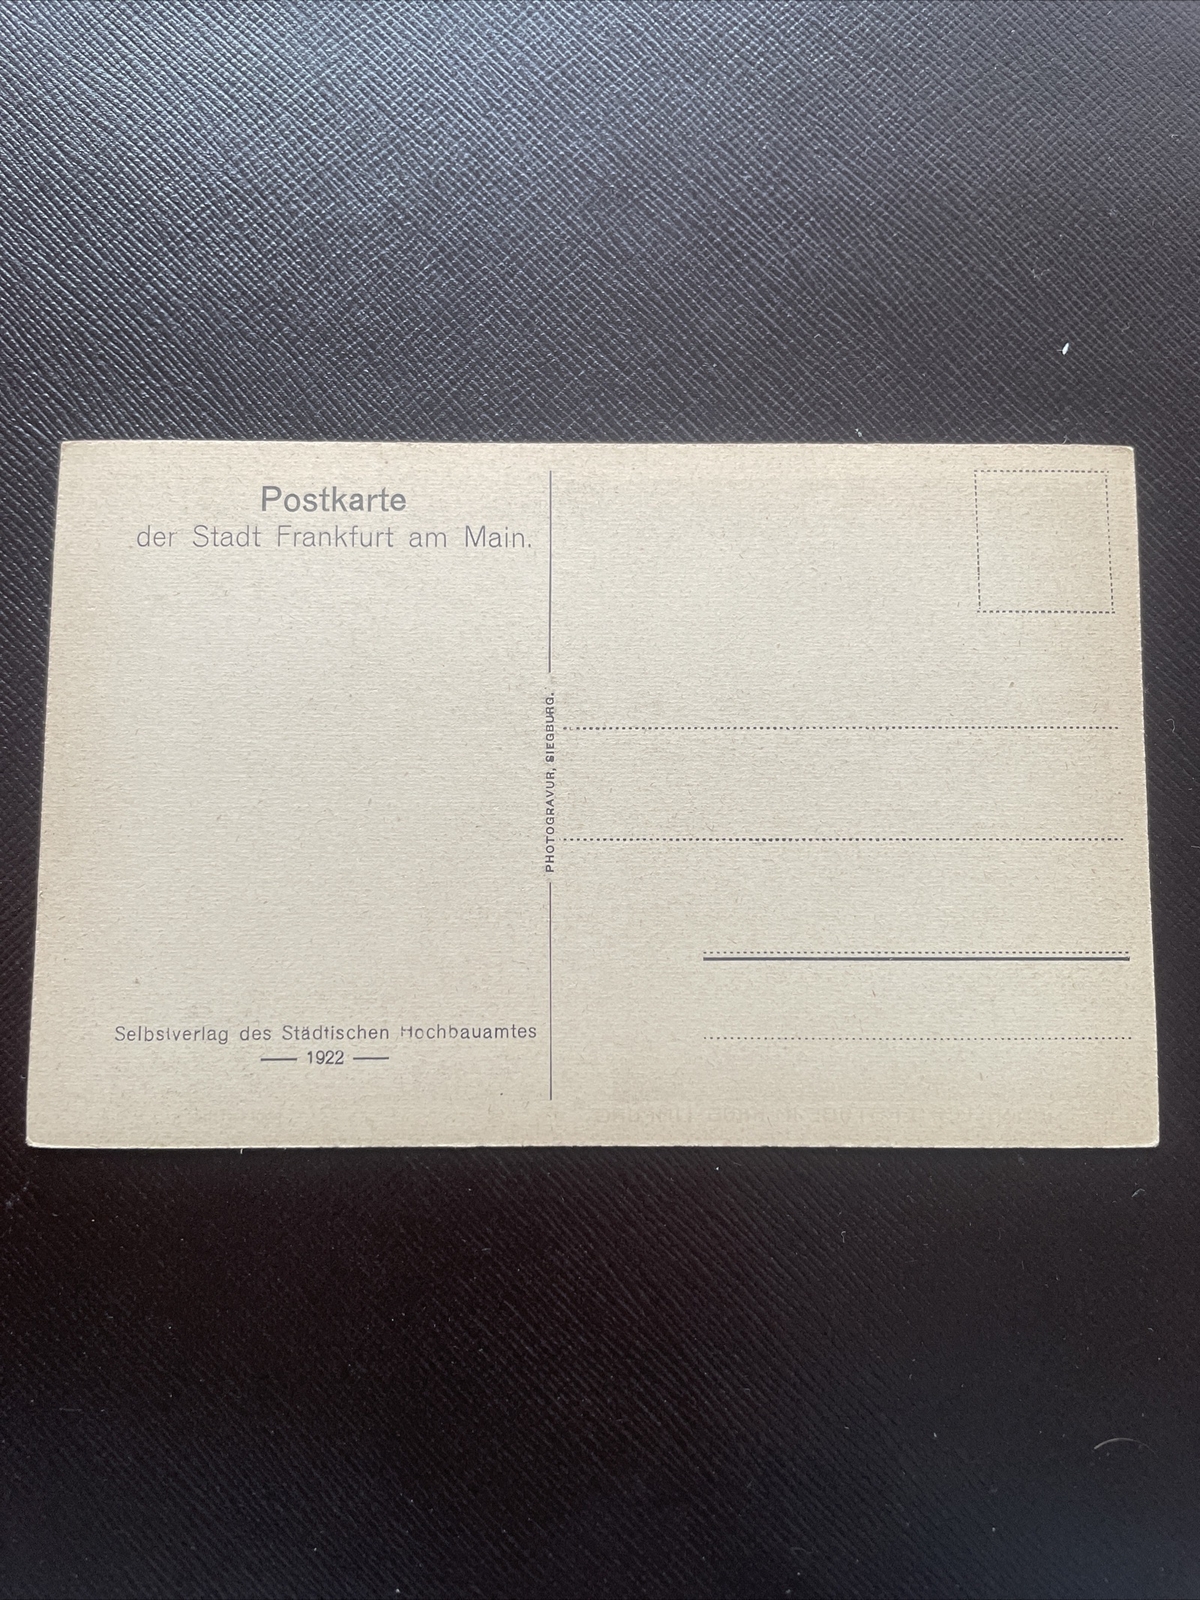 Postkarte
der Stadt Frankfurt am Main.
PHOTOGRAVUR, SIEGBURG.
Selbstverlag des Städtischen Hochbauamtes
— 1922 —